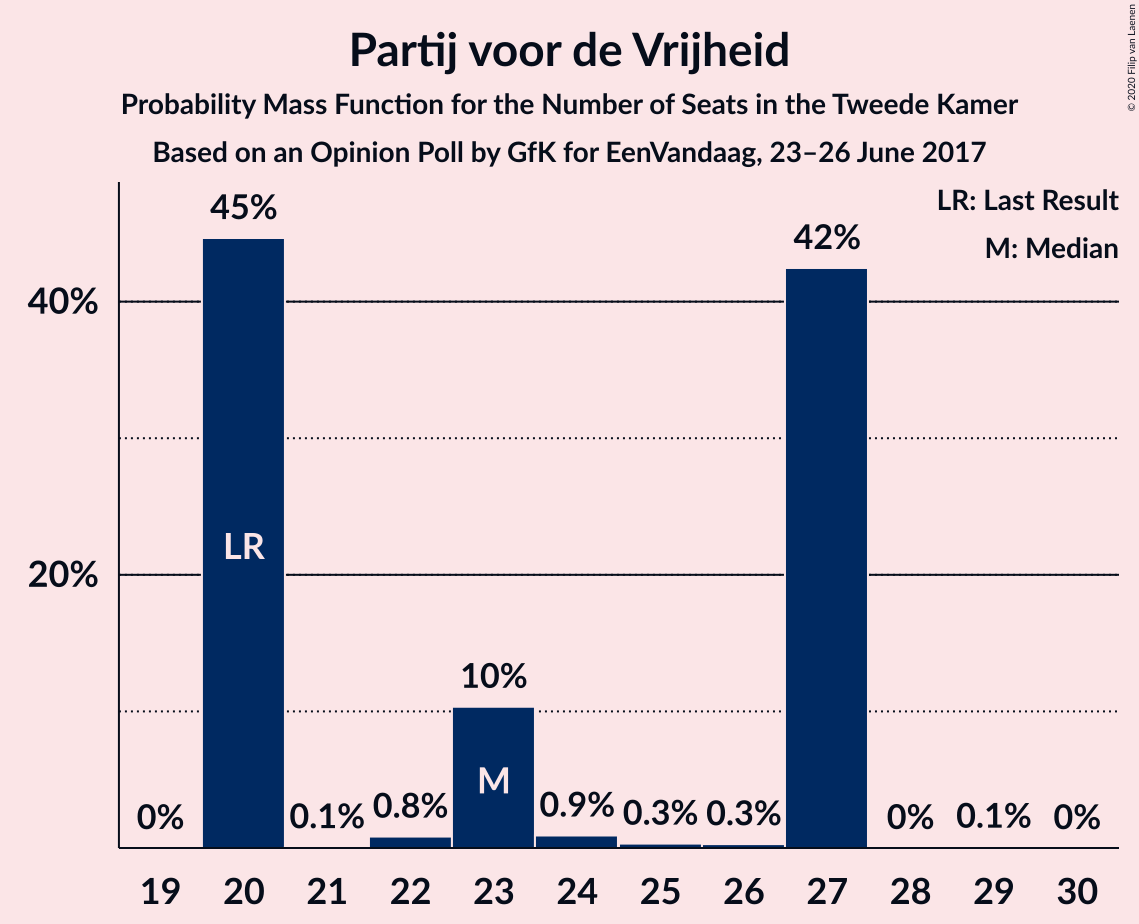 Partij voor de Vrijheid
Probability Mass Function for the Number of Seats in the Tweede Kamer
Based on an Opinion Poll by GfK for EenVandaag, 23–26 June 2017
© 2020 Filip van Laenen
LR: Last Result
M: Median
40%
20%
0%
45%
0.1%
0.8%
10%
0.9%
0.3%
0.3%
42%
0%
0.1%
0%
LR
M
19 20 21 22 23 24 25 26 27 28 29 30